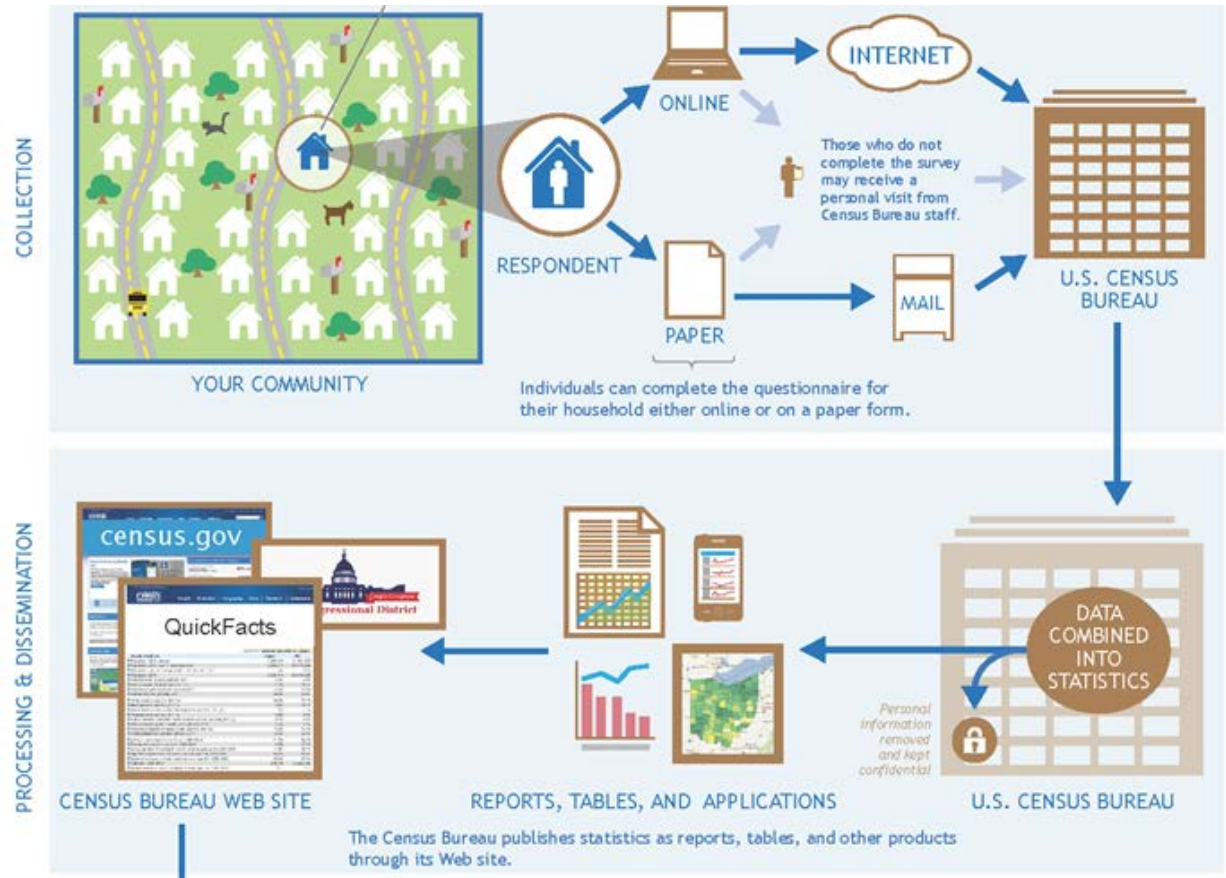 COLLECTION
YOUR COMMUNITY
RESPONDENT
ONLINE
INTERNET
Those who do not
complete the survey
may receive a
personal visit from
Census Bureau staff.
PAPER
MAIL
U.S. CENSUS
BUREAU
Individuals can complete the questionnaire for
their household either online or on a paper form.
PROCESSING & DISSEMINATION
census.gov
gressional District
QuickFacts
CENSUS BUREAU WEB SITE
REPORTS, TABLES, AND APPLICATIONS
The Census Bureau publishes statistics as reports, tables, and other products
through its Web site.
DATA
COMBINED
INTO
STATISTICS
Personal
information
removed
and kept
confidential
U.S. CENSUS BUREAU